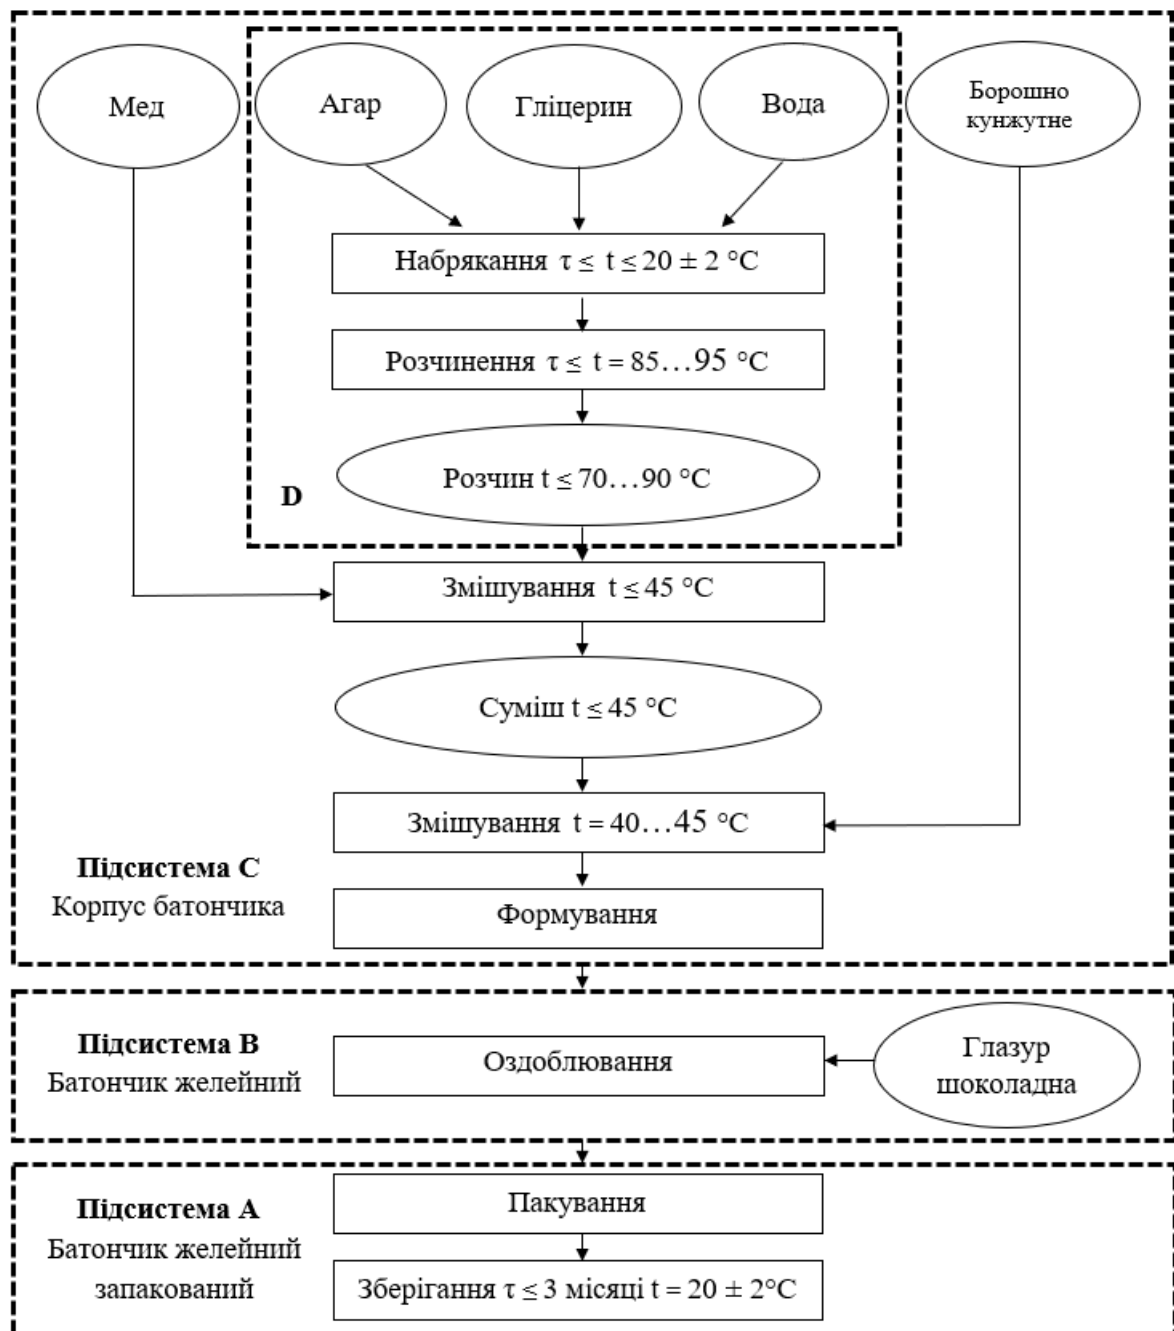 Мед
Агар
Гліцерин
Вода
Борошно
кунжутне
Набрякання τ ≤ t ≤ 20 ± 2 °C
Розчинення τ ≤ t = 85…95 °C
Розчин t ≤ 70…90 °C
D
Змішування t ≤ 45 °C
Суміш t ≤ 45 °C
Змішування t = 40…45 °C
Підсистема С
Корпус батончика
Формування
Підсистема В
Батончик желейний
Оздоблювання
Глазур
шоколадна
Підсистема А
Батончик желейний
запакований
Пакування
Зберігання τ ≤ 3 місяці t = 20 ± 2°C